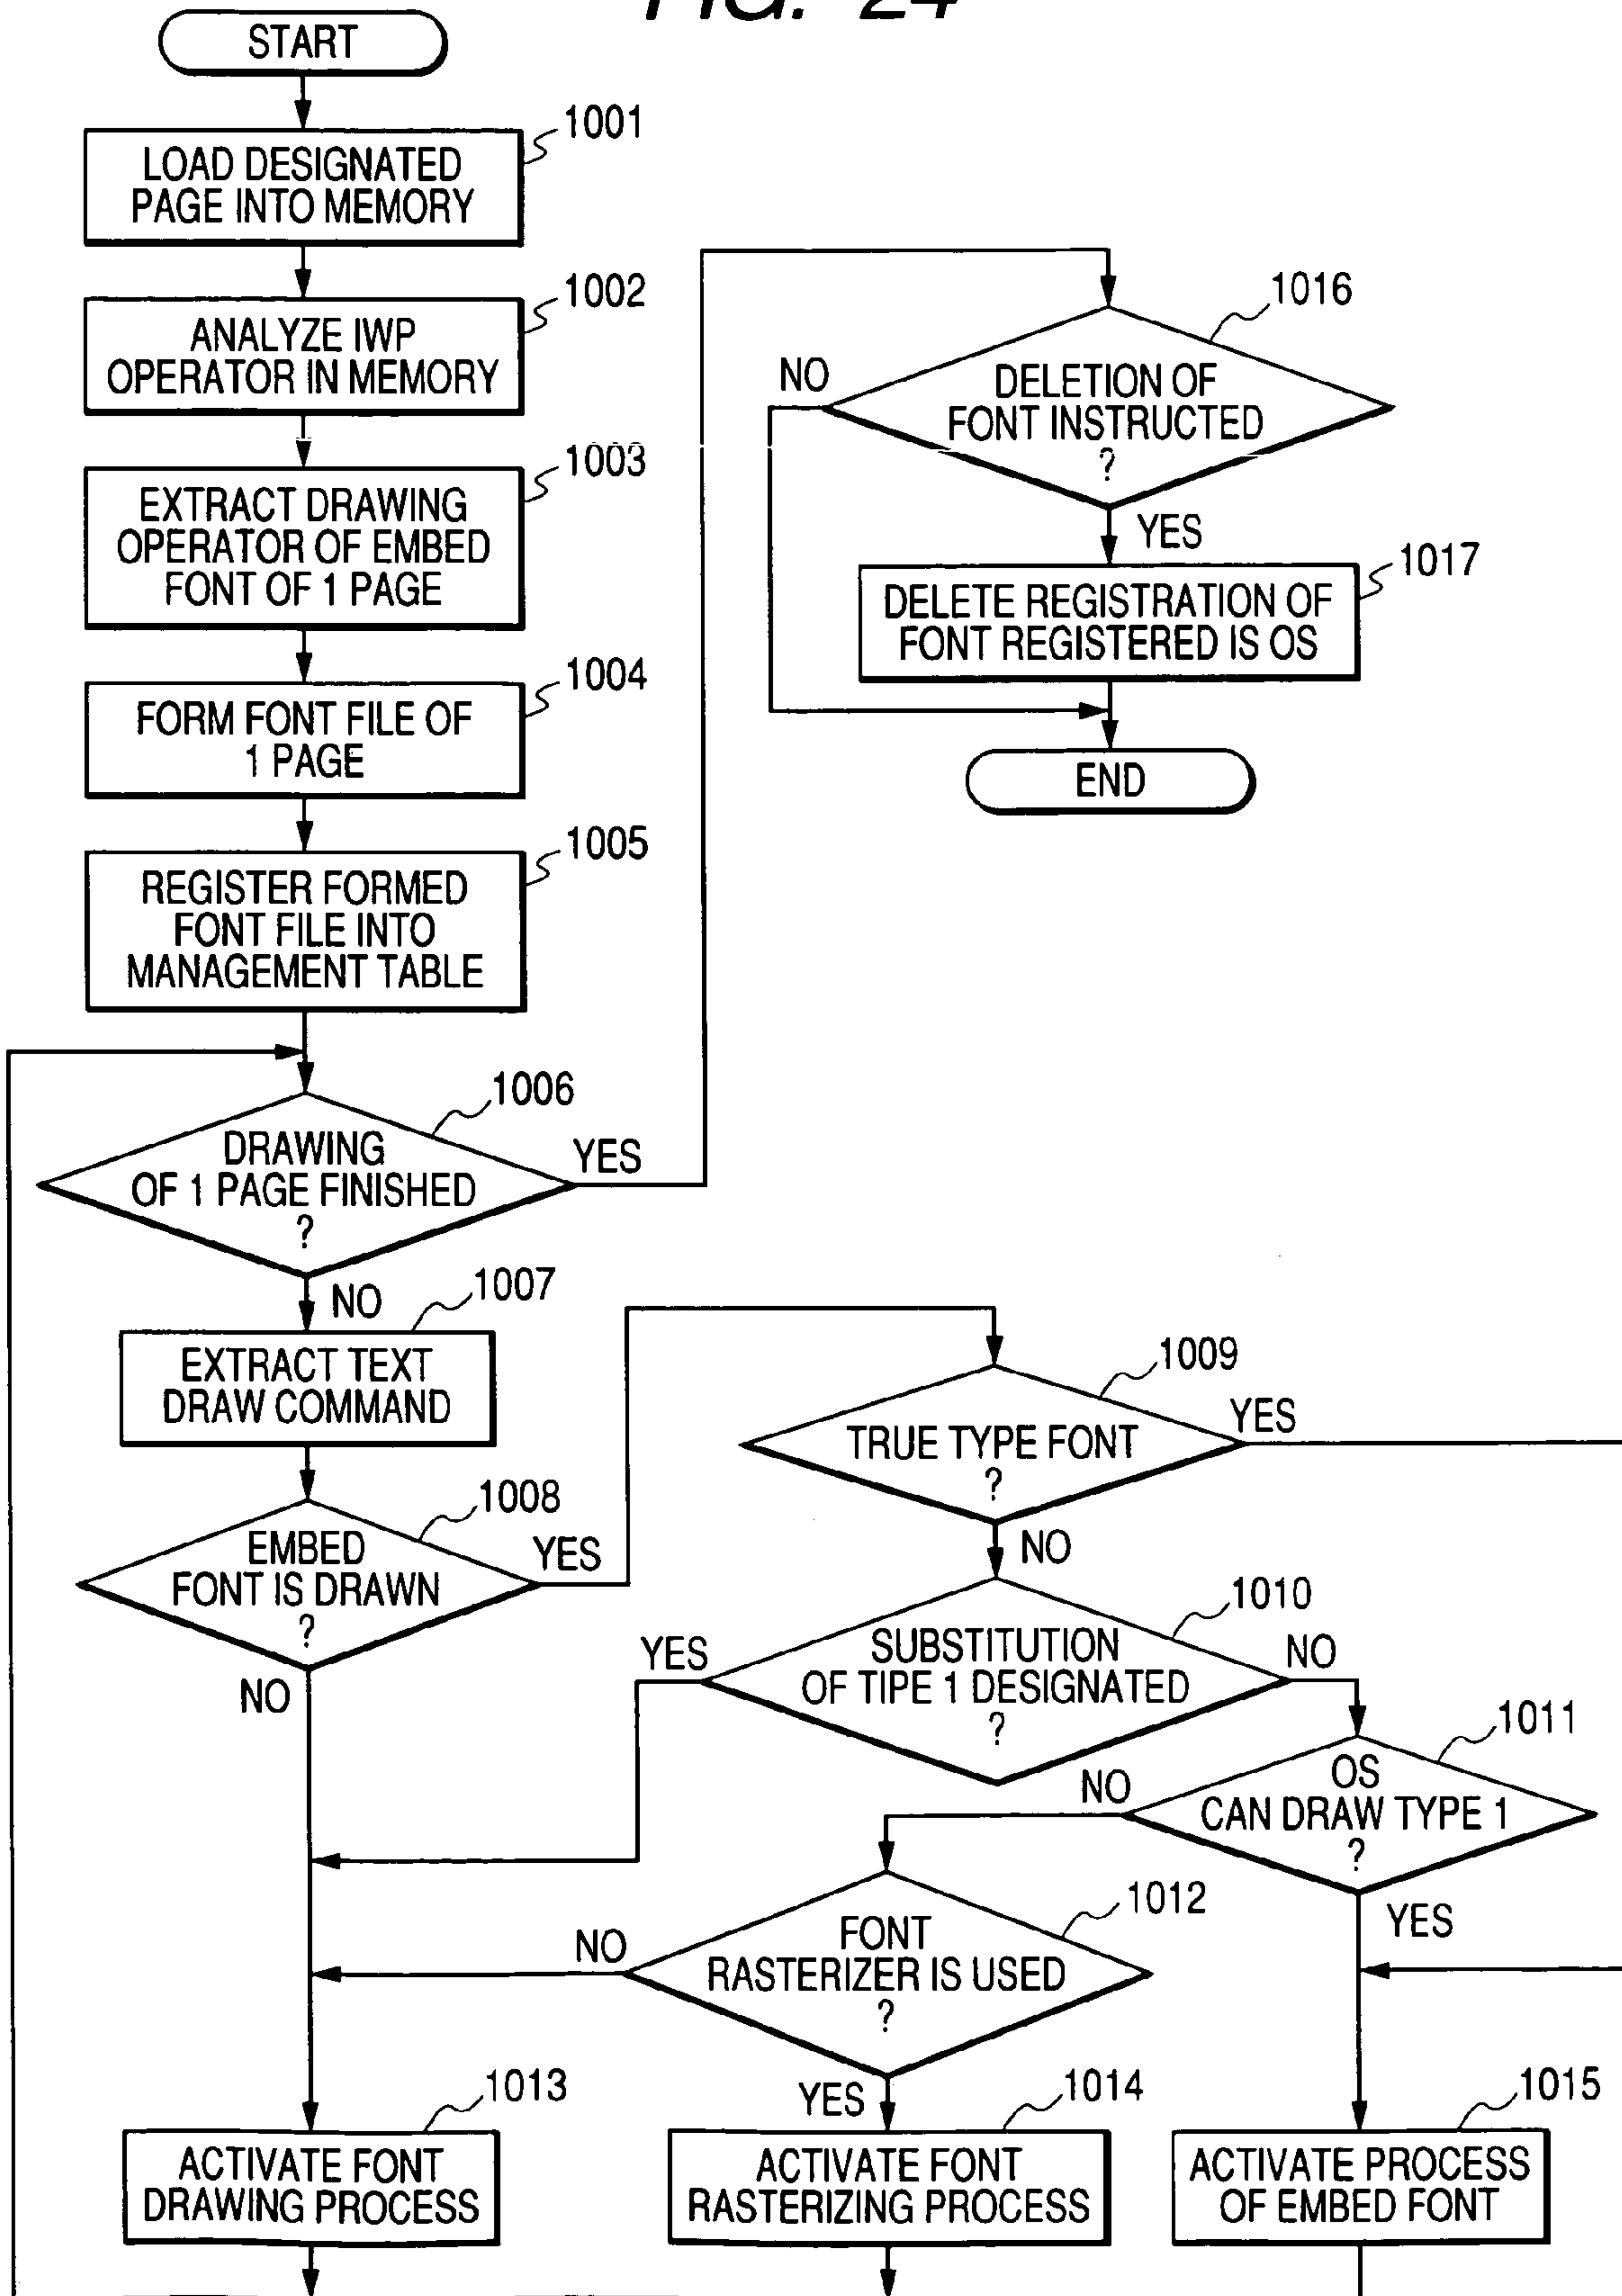 FIG. 24
START
1001
LOAD DESIGNATED
PAGE INTO MEMORY
1002
ANALYZE IWP
OPERATOR IN MEMORY
1003
EXTRACT DRAWING
OPERATOR OF EMBED
FONT OF 1 PAGE
1004
FORM FONT FILE OF
1 PAGE
1005
REGISTER FORMED
FONT FILE INTO
MANAGEMENT TABLE
1006
DRAWING
OF 1 PAGE FINISHED
?
YES
NO
1007
EXTRACT TEXT
DRAW COMMAND
1008
EMBED
FONT IS DRAWN
?
YES
NO
1016
DELETION OF
FONT INSTRUCTED
?
NO
YES
1017
DELETE REGISTRATION OF
FONT REGISTERED IS OS
END
1009
TRUE TYPE FONT
?
YES
NO
1010
SUBSTITUTION
OF TIPE 1 DESIGNATED
?
YES
NO
1011
OS
CAN DRAW TYPE 1
?
NO
YES
1012
FONT
RASTERIZER IS USED
?
NO
YES
1013
ACTIVATE FONT
DRAWING PROCESS
1014
ACTIVATE FONT
RASTERIZING PROCESS
1015
ACTIVATE PROCESS
OF EMBED FONT